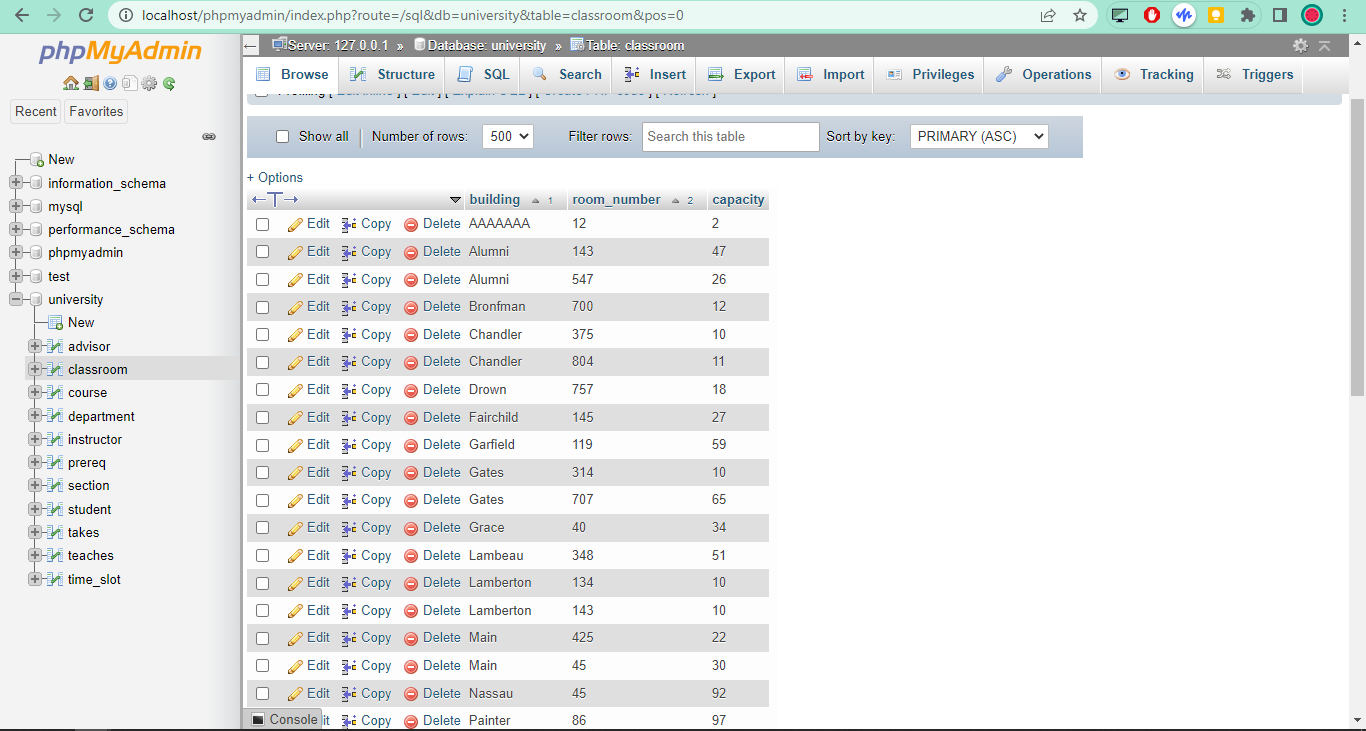 localhost/phpmyadmin/index.php?route=/sql&db=university&table=classroom&pos=0
phpMyAdmin
Recent Favorites
New
information_schema
mysql
performance_schema
phpmyadmin
test
university
New
advisor
classroom
course
department
instructor
prereq
section
student
takes
teaches
time_slot
Server: 127.0.0.1 » Database: university » Table: classroom
Browse Structure SQL Search Insert Export Import Privileges Operations Tracking Triggers
Show all Number of rows: 500 Filter rows: Search this table Sort by key: PRIMARY (ASC)
+ Options
building 1 room_number 2 capacity
Edit Copy Delete AAAAAAA 12 2
Edit Copy Delete Alumni 143 47
Edit Copy Delete Alumni 547 26
Edit Copy Delete Bronfman 700 12
Edit Copy Delete Chandler 375 10
Edit Copy Delete Chandler 804 11
Edit Copy Delete Drown 757 18
Edit Copy Delete Fairchild 145 27
Edit Copy Delete Garfield 119 59
Edit Copy Delete Gates 314 10
Edit Copy Delete Gates 707 65
Edit Copy Delete Grace 40 34
Edit Copy Delete Lambeau 348 51
Edit Copy Delete Lamberton 134 10
Edit Copy Delete Lamberton 143 10
Edit Copy Delete Main 425 22
Edit Copy Delete Main 45 30
Edit Copy Delete Nassau 45 92
Copy Delete Painter 86 97
Console